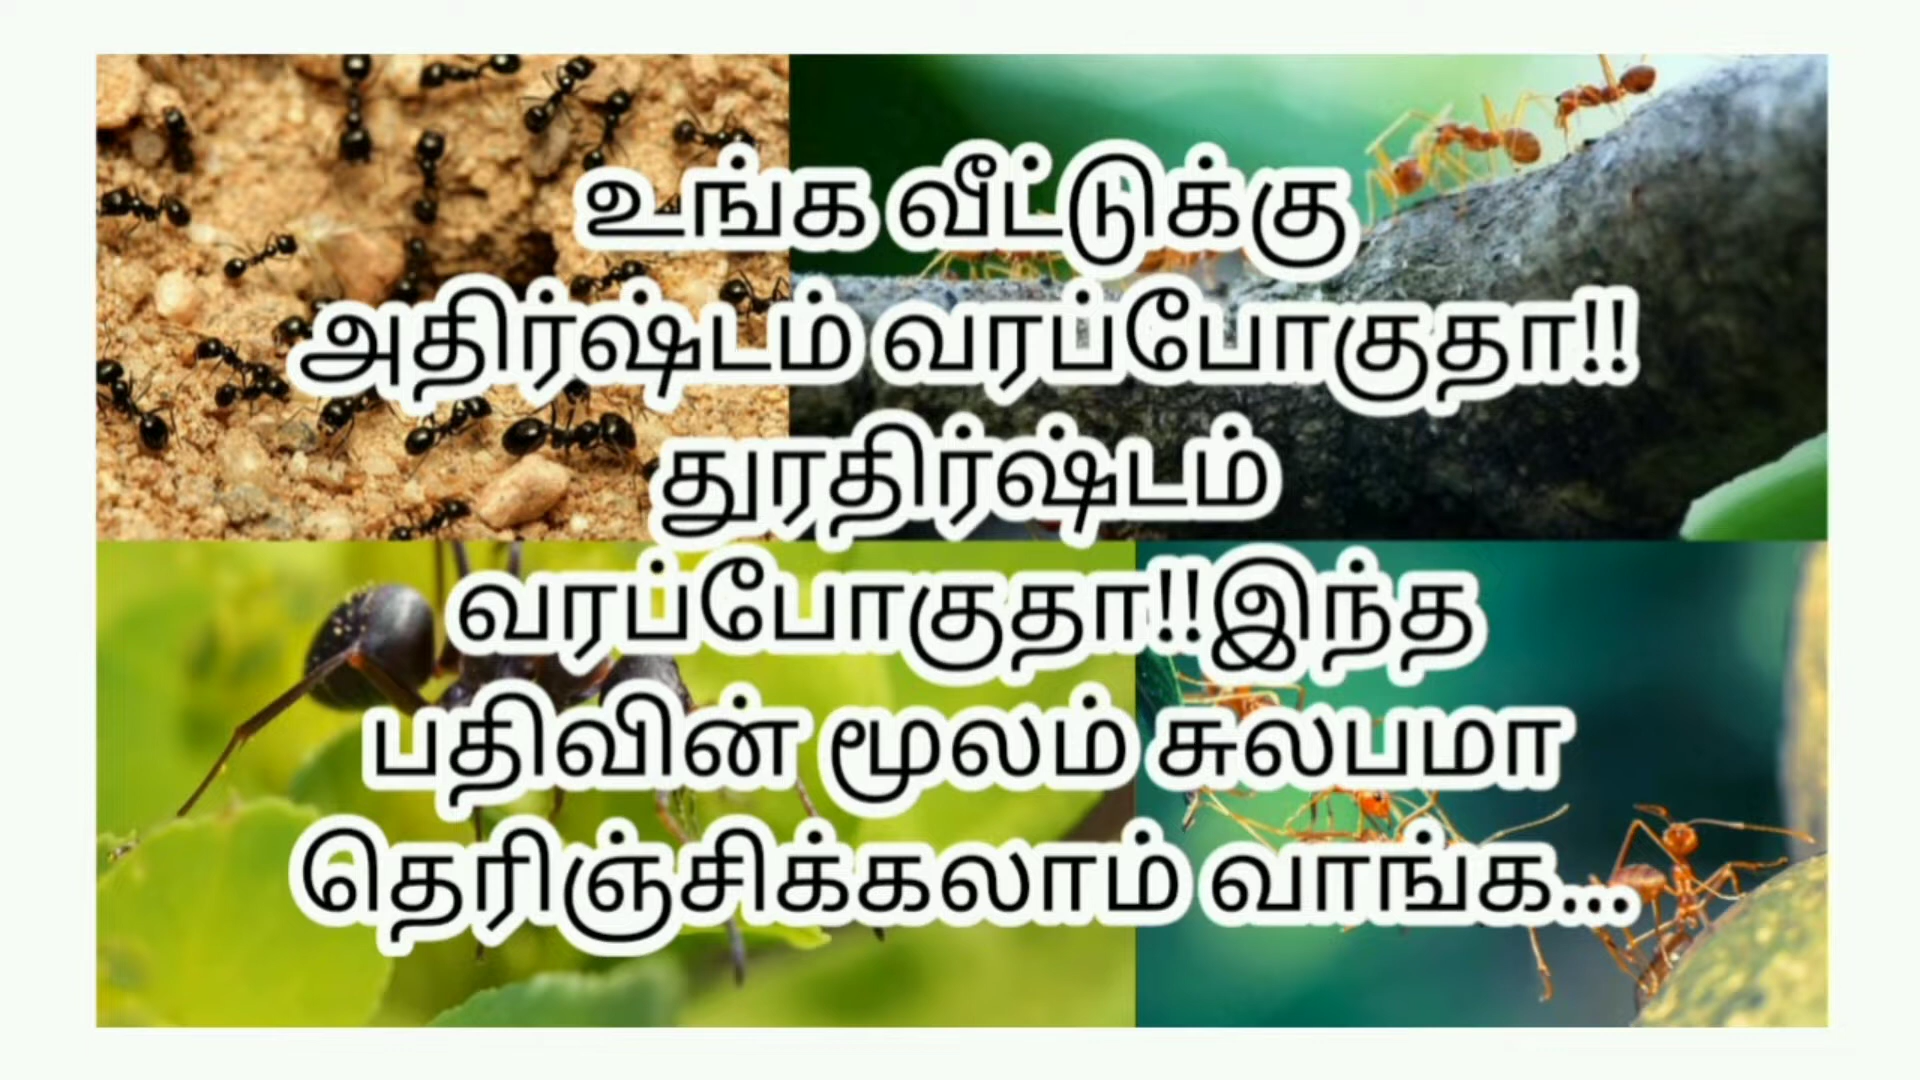 உங்க வீட்டுக்கு
அதிர்ஷ்டம் வரப்போகுதா!!
துரதிர்ஷ்டம்
வரப்போகுதா!!இந்த
பதிவின் மூலம் சுலபமா
தெரிஞ்சிக்கலாம் வாங்க...